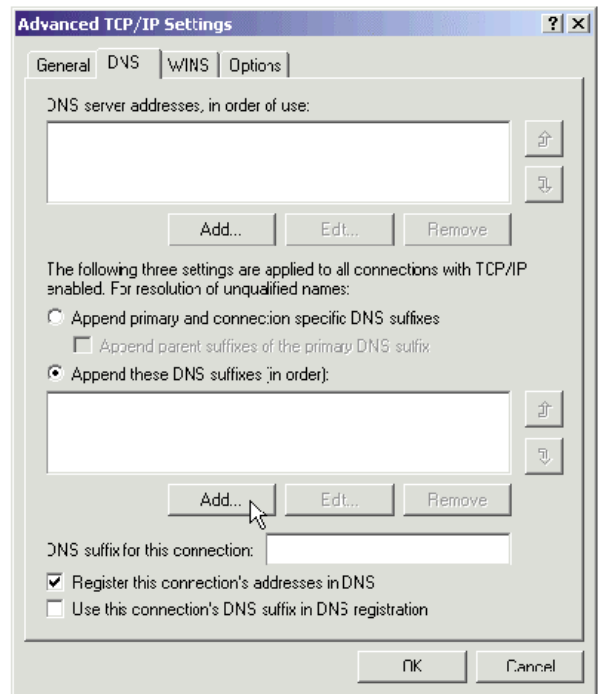 Advanced TCP/IP Settings
General DNS WINS Options
DNS server addresses, in order of use:
Add... Edit... Remove
The following three settings are applied to all connections with TCP/IP
enabled. For resolution of unqualified names:
Append primary and connection specific DNS suffixes
Append parent suffixes of the primary DNS suffix
Append these DNS suffixes (in order):
Add... Edit... Remove
DNS suffix for this connection:
Register this connection's addresses in DNS
Use this connection's DNS suffix in DNS registration
OK Cancel